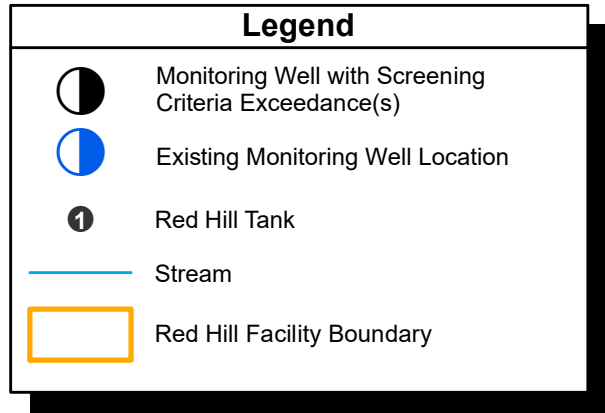 Legend
Monitoring Well with Screening
Criteria Exceedance(s)
Existing Monitoring Well Location
1 Red Hill Tank
Stream
Red Hill Facility Boundary